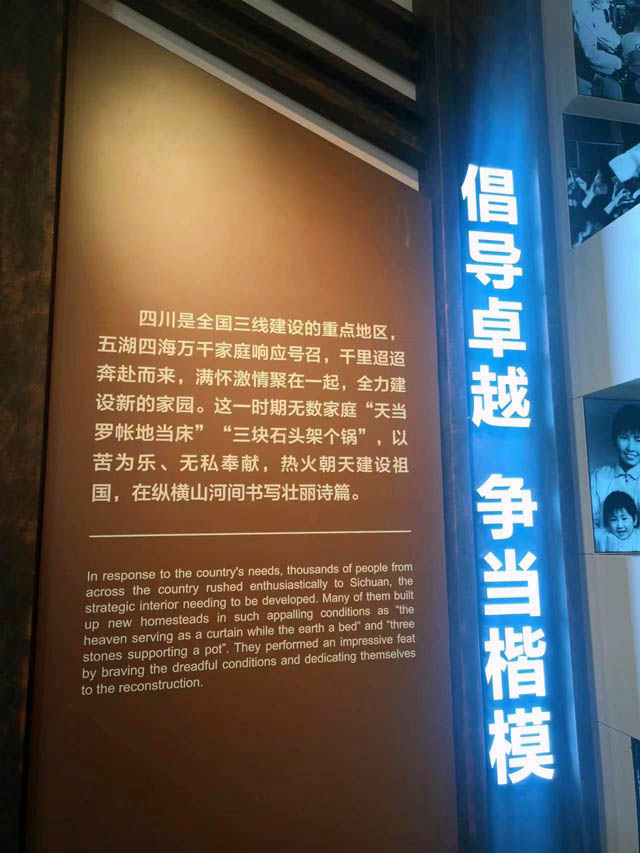 四川是全国三线建设的重点地区，
五湖四海万千家庭响应号召，千里迢迢
奔赴而来，满怀激情聚在一起，全力建
设新的家园。这一时期无数家庭“天当
罗帐地当床”“三块石头架个锅”，以
苦为乐、无私奉献，热火朝天建设祖
国，在纵横山河间书写壮丽诗篇。
In response to the country's needs, thousands of people from
across the country rushed enthusiastically to Sichuan, the
strategic interior needing to be developed. Many of them built
up new homesteads in such appalling conditions as “the
heaven serving as a curtain while the earth a bed” and “three
stones supporting a pot”. They performed an impressive feat
by braving the dreadful conditions and dedicating themselves
to the reconstruction.
倡导卓越 争当楷模